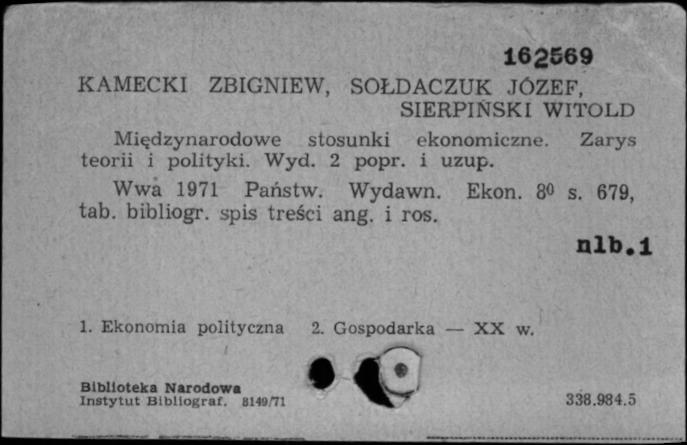 162569
KAMECKI ZBIGNIEW, SOŁDACZUK JÓZEF,
SIERPIŃSKI WITOLD
Międzynarodowe stosunki ekonomiczne. Zarys
teorii i polityki. Wyd. 2 popr. i uzup.
Wwa 1971 Państw. Wydawn. Ekon. 8⁰ s. 679,
tab. bibliogr. spis treści ang. i ros.
nlb.1
1. Ekonomia polityczna 2. Gospodarka — XX w.
Biblioteka Narodowa
Instytut Bibliograf. 8149/71
338.984.5